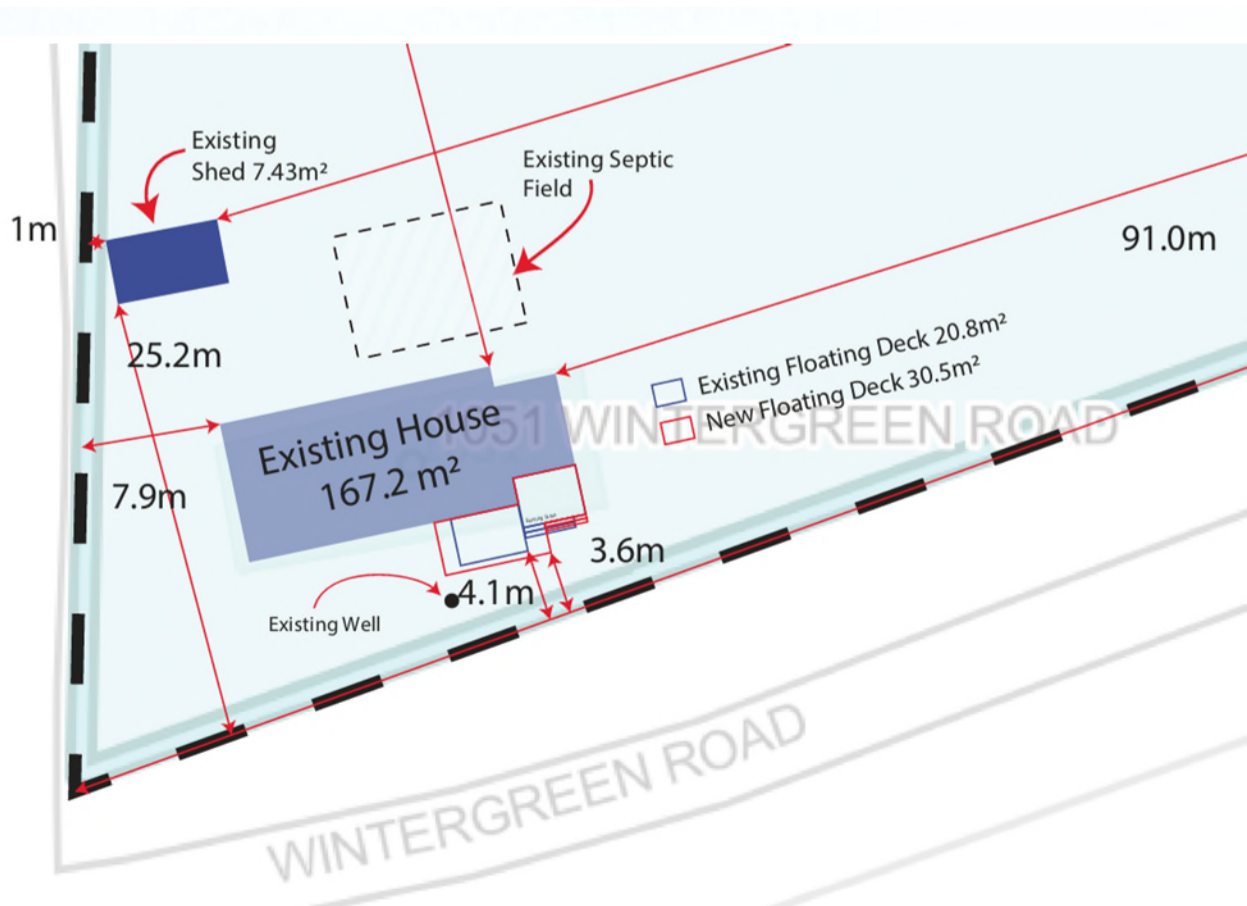 Existing
Shed 7.43m²
Existing Septic
Field
1m
91.0m
25.2m
Existing Floating Deck 20.8m²
New Floating Deck 30.5m²
1051 WINTERGREEN ROAD
Existing House
167.2 m²
7.9m
3.6m
4.1m
Existing Well
WINTERGREEN ROAD